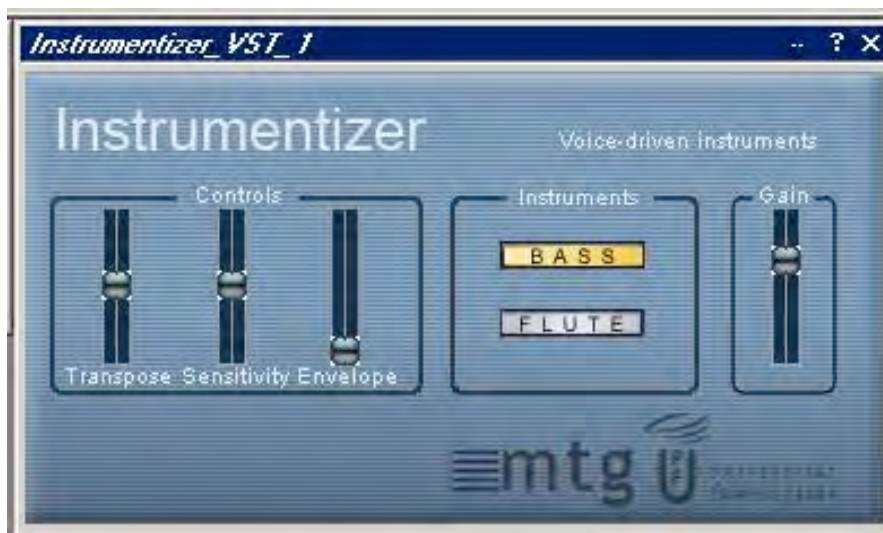 Instrumentizer_VST_1
Instrumentizer
Voice-driven instruments
Controls
Instruments
Gain
BASS
FLUTE
Transpose Sensitivity Envelope
mtg